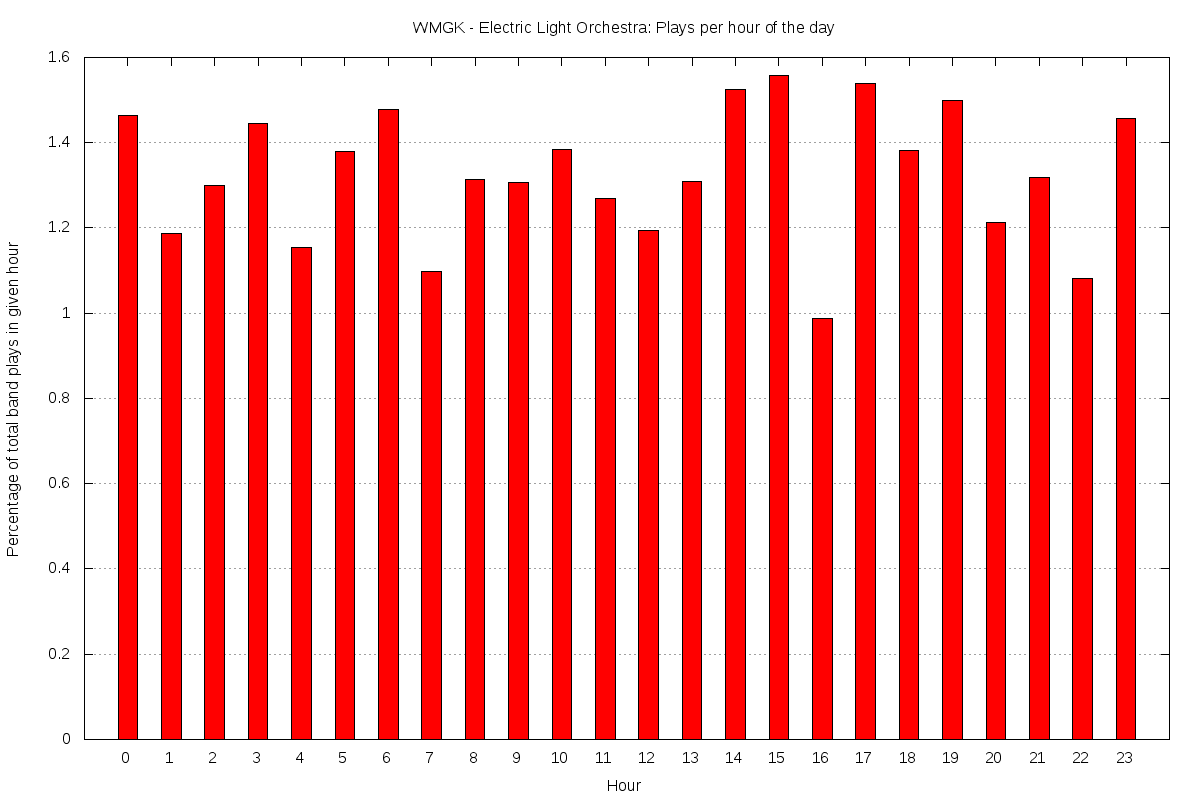 WMGK - Electric Light Orchestra: Plays per hour of the day
Percentage of total band plays in given hour
1.6
1.4
1.2
1
0.8
0.6
0.4
0.2
0
0 1 2 3 4 5 6 7 8 9 10 11 12 13 14 15 16 17 18 19 20 21 22 23
Hour